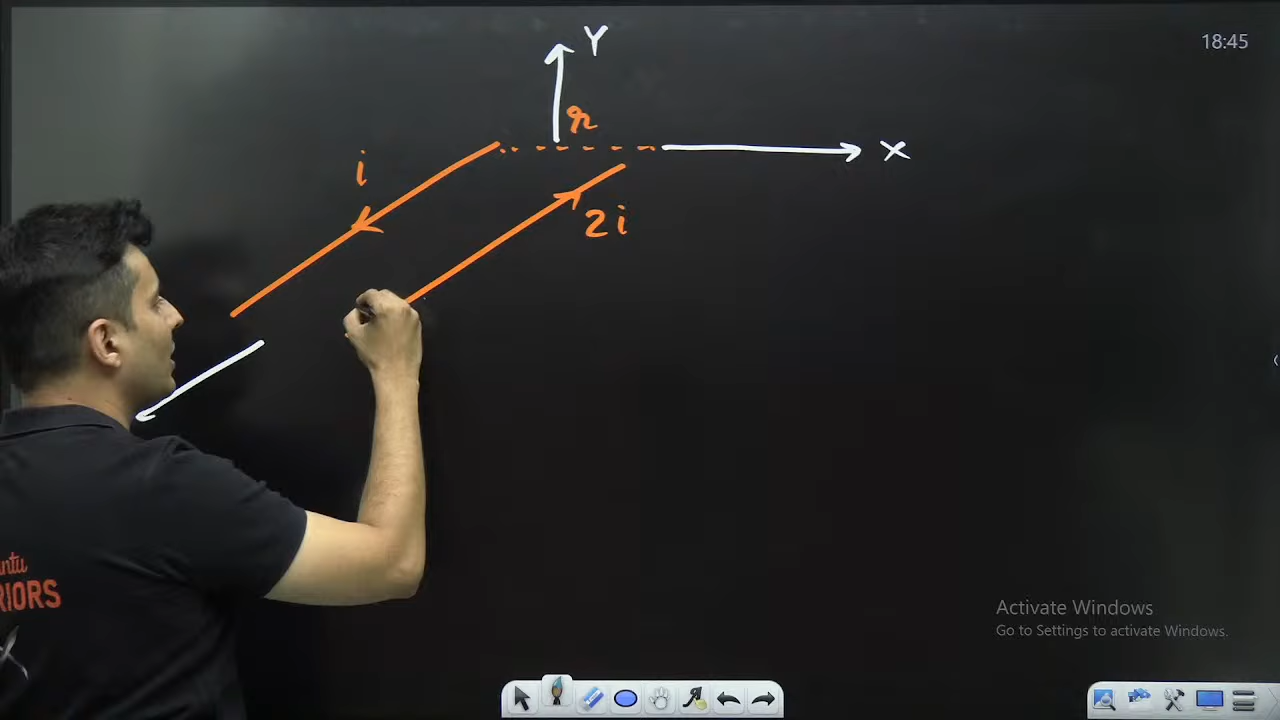 Y
18:45
r
X
i
2i
RIORS
Activate Windows
Go to Settings to activate Windows.